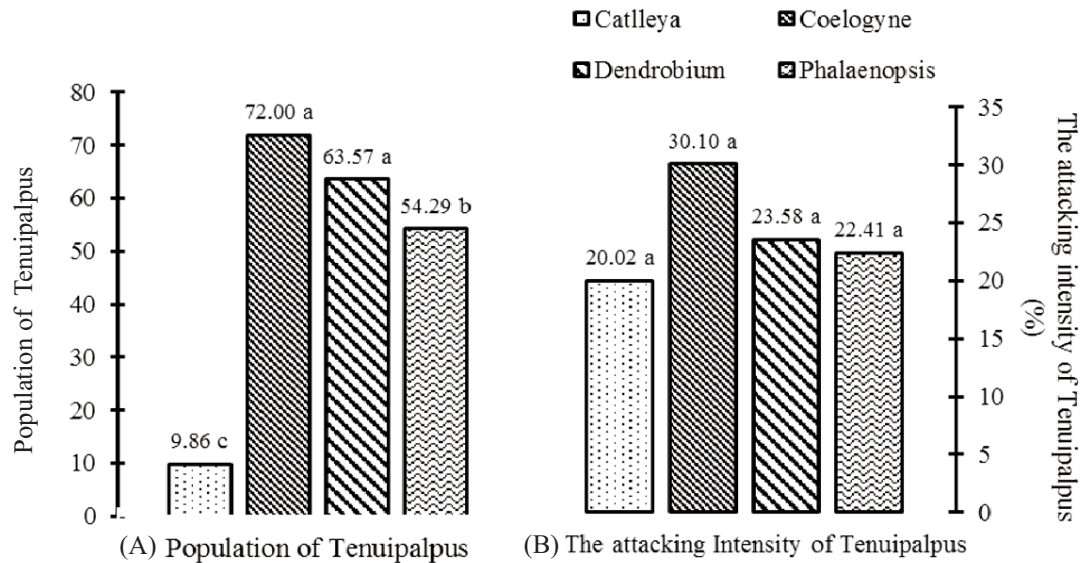 Catlleya
Coelogyne
Dendrobium
Phalaenopsis
Population of Tenuipalpus
80
70
60
50
40
30
20
10
0
9.86 c
72.00 a
63.57 a
54.29 b
(A) Population of Tenuipalpus
20.02 a
30.10 a
23.58 a
22.41 a
35
30
25
20
15
10
5
0
The attacking intensity of Tenuipalpus
(%)
(B) The attacking Intensity of Tenuipalpus